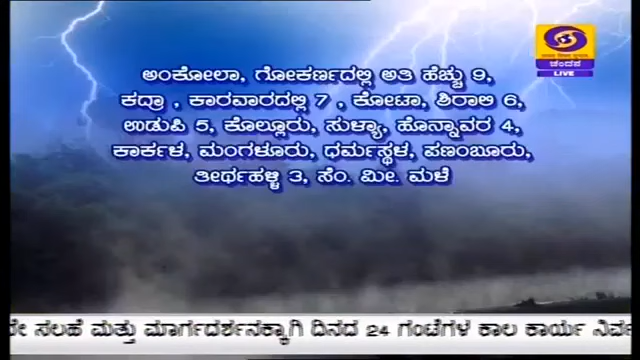 ಅಂಕೋಲಾ, ಗೋಕರ್ಣದಲ್ಲಿ ಅತಿ ಹೆಚ್ಚು 9,
ಕದ್ರಾ , ಕಾರವಾರದಲ್ಲಿ 7 , ಕೋಟಾ, ಶಿರಾಲಿ 6,
ಉಡುಪಿ 5, ಕೊಲ್ಲೂರು, ಸುಳ್ಯಾ, ಹೊನ್ನಾವರ 4,
ಕಾರ್ಕಳ, ಮಂಗಳೂರು, ಧರ್ಮಸ್ಥಳ, ಪಣಂಬೂರು,
ತೀರ್ಥಹಳ್ಳಿ 3, ಸೆಂ. ಮೀ. ಮಳೆ
ಚಂದನ
LIVE
ಸಲಹೆ ಮತ್ತು ಮಾರ್ಗದರ್ಶನಕ್ಕಾಗಿ ದಿನದ 24 ಗಂಟೆಗಳ ಕಾಲ ಕಾರ್ಯ